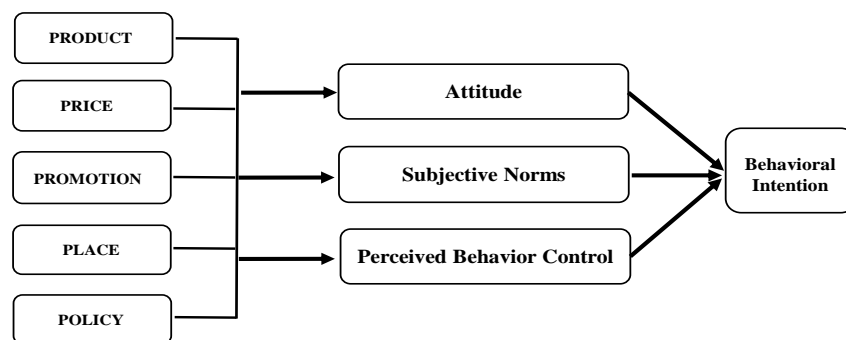 PRODUCT
PRICE
PROMOTION
PLACE
POLICY
Attitude
Subjective Norms
Perceived Behavior Control
Behavioral
Intention